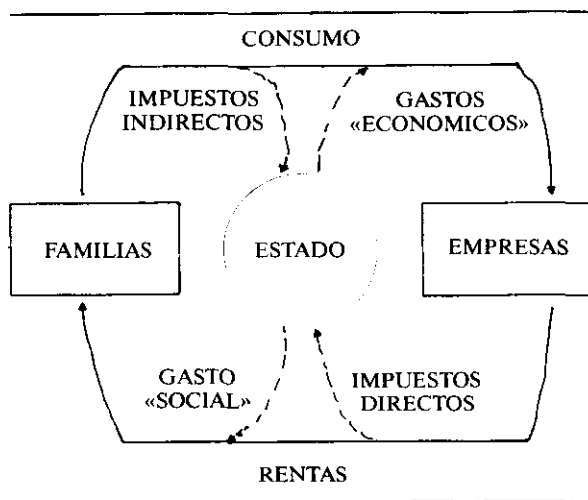 CONSUMO
IMPUESTOS
INDIRECTOS
GASTOS
«ECONOMICOS»
FAMILIAS
ESTADO
EMPRESAS
GASTO
«SOCIAL»
IMPUESTOS
DIRECTOS
RENTAS